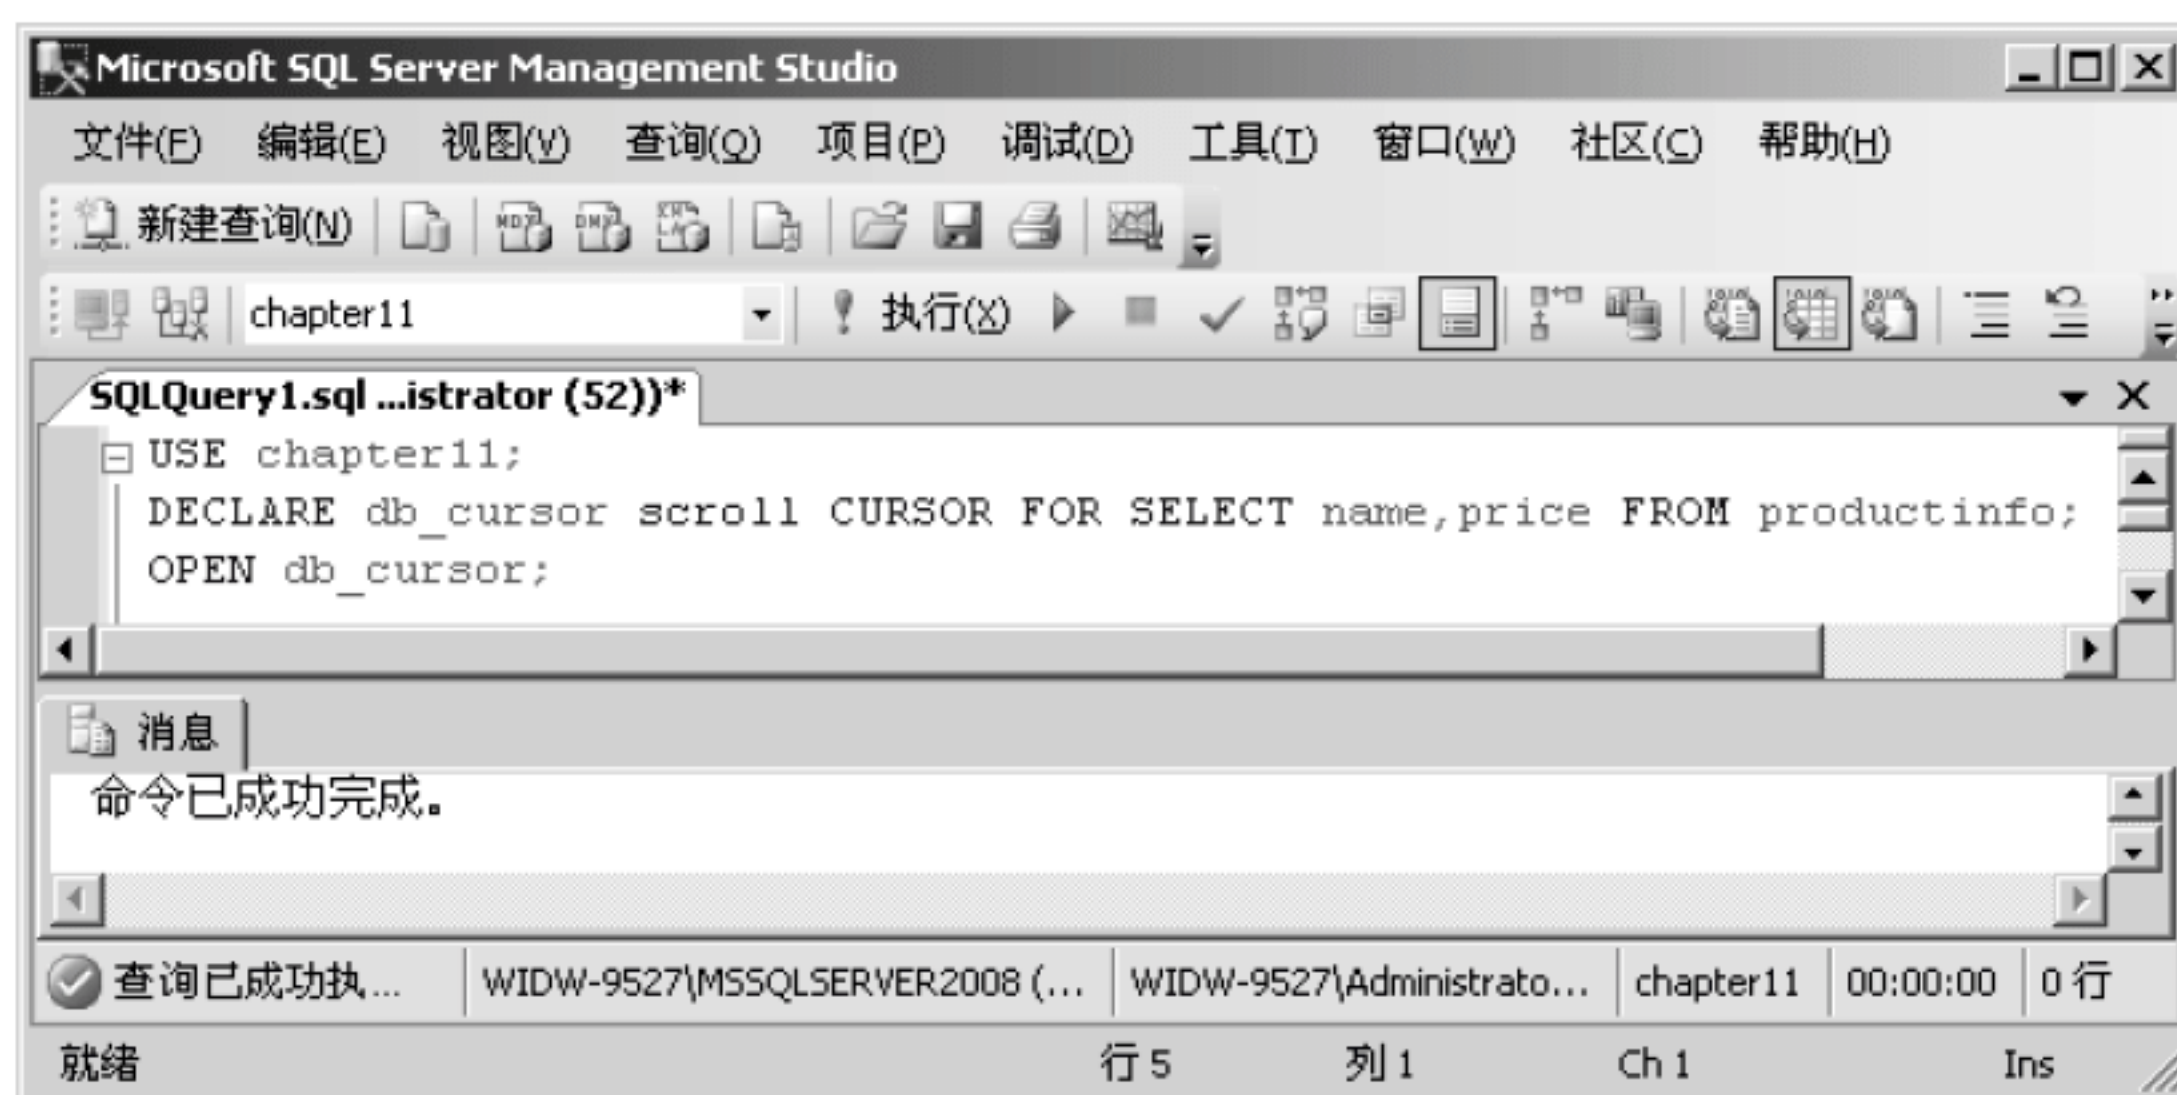 Microsoft SQL Server Management Studio
文件(F) 编辑(E) 视图(V) 查询(Q) 项目(P) 调试(D) 工具(T) 窗口(W) 社区(C) 帮助(H)
新建查询(N)
chapter11 执行(X)
SQLQuery1.sql ...istrator (52))*
USE chapter11;
DECLARE db_cursor scroll CURSOR FOR SELECT name,price FROM productinfo;
OPEN db_cursor;
消息
命令已成功完成。
查询已成功执... WIDW-9527\MSSQLSERVER2008 (... WIDW-9527\Administrato... chapter11 00:00:00 0 行
就绪 行 5 列 1 Ch 1 Ins